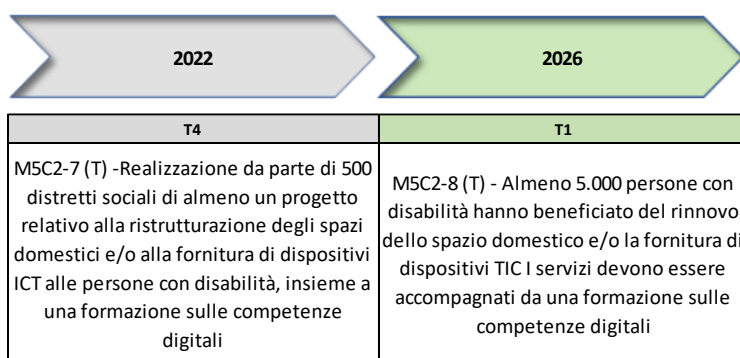 2022
2026
T4
T1
M5C2-7 (T) -Realizzazione da parte di 500
distretti sociali di almeno un progetto
relativo alla ristrutturazione degli spazi
domestici e/o alla fornitura di dispositivi
ICT alle persone con disabilità, insieme a
una formazione sulle competenze
digitali
M5C2-8 (T) - Almeno 5.000 persone con
disabilità hanno beneficiato del rinnovo
dello spazio domestico e/o la fornitura di
dispositivi TIC I servizi devono essere
accompagnati da una formazione sulle
competenze digitali